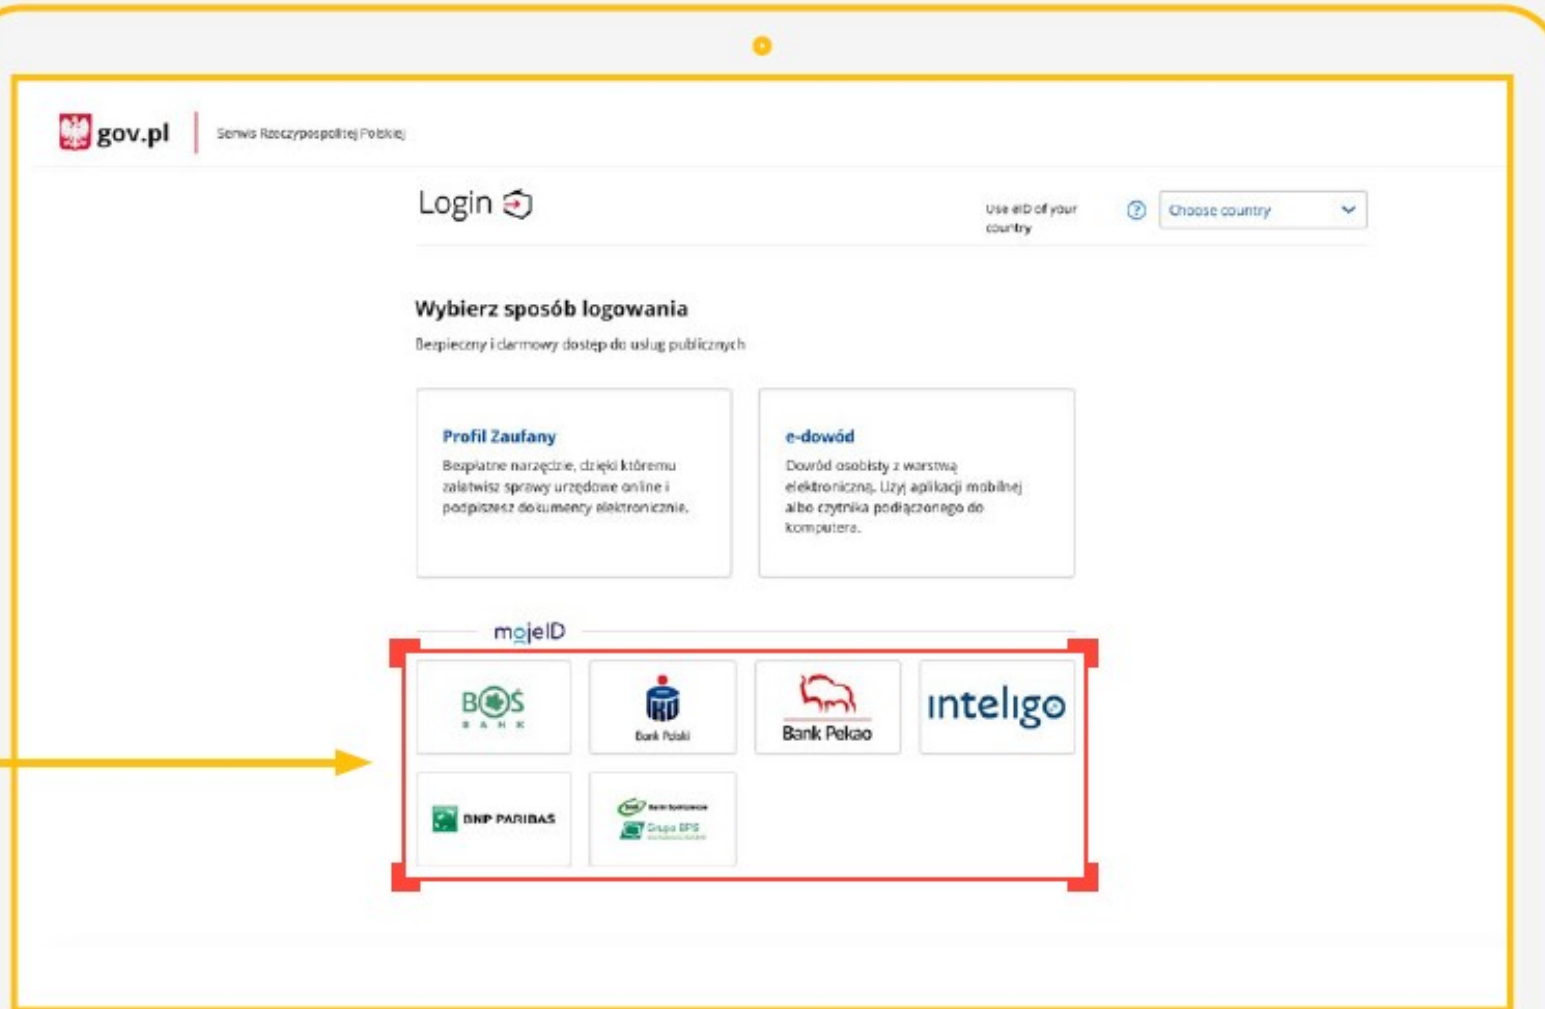 gov.pl
Serwis Rzeczypospolitej Polskiej
Login
Use eID of your
country
?
Choose country
Wybierz sposób logowania
Bezpieczny i darmowy dostęp do usług publicznych
Profil Zaufany
Bezpłatne narzędzie, dzięki któremu
załatwisz sprawy urzędowe online i
podpiszesz dokumenty elektronicznie.
e-dowód
Dowód osobisty z warstwą
elektroniczną. Użyj aplikacji mobilnej
albo czytnika podłączonego do
komputera.
mojeID
BOŚ
BANK
PKO
Bank Polski
Bank Pekao
inteligo
BNP PARIBAS
Banki Spółdzielcze
Grupa BPS